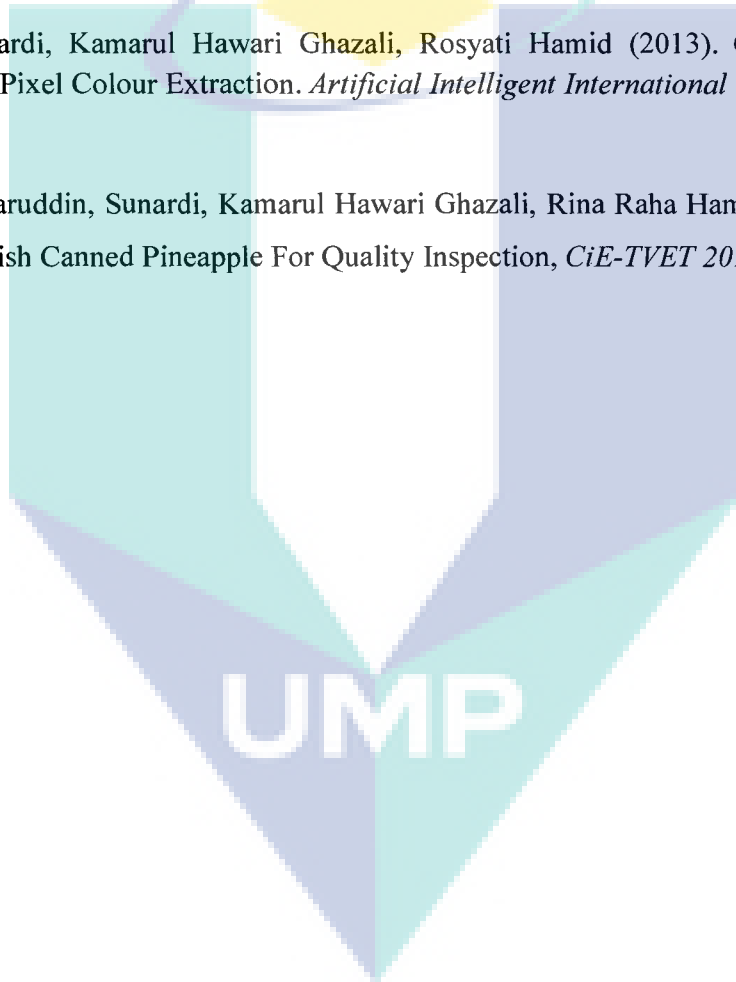 ardi, Kamarul Hawari Ghazali, Rosyati Hamid (2013).
Pixel Colour Extraction. Artificial Intelligent International
aruddin, Sunardi, Kamarul Hawari Ghazali, Rina Raha Ham
ish Canned Pineapple For Quality Inspection, CiE-TVET 20
UMP